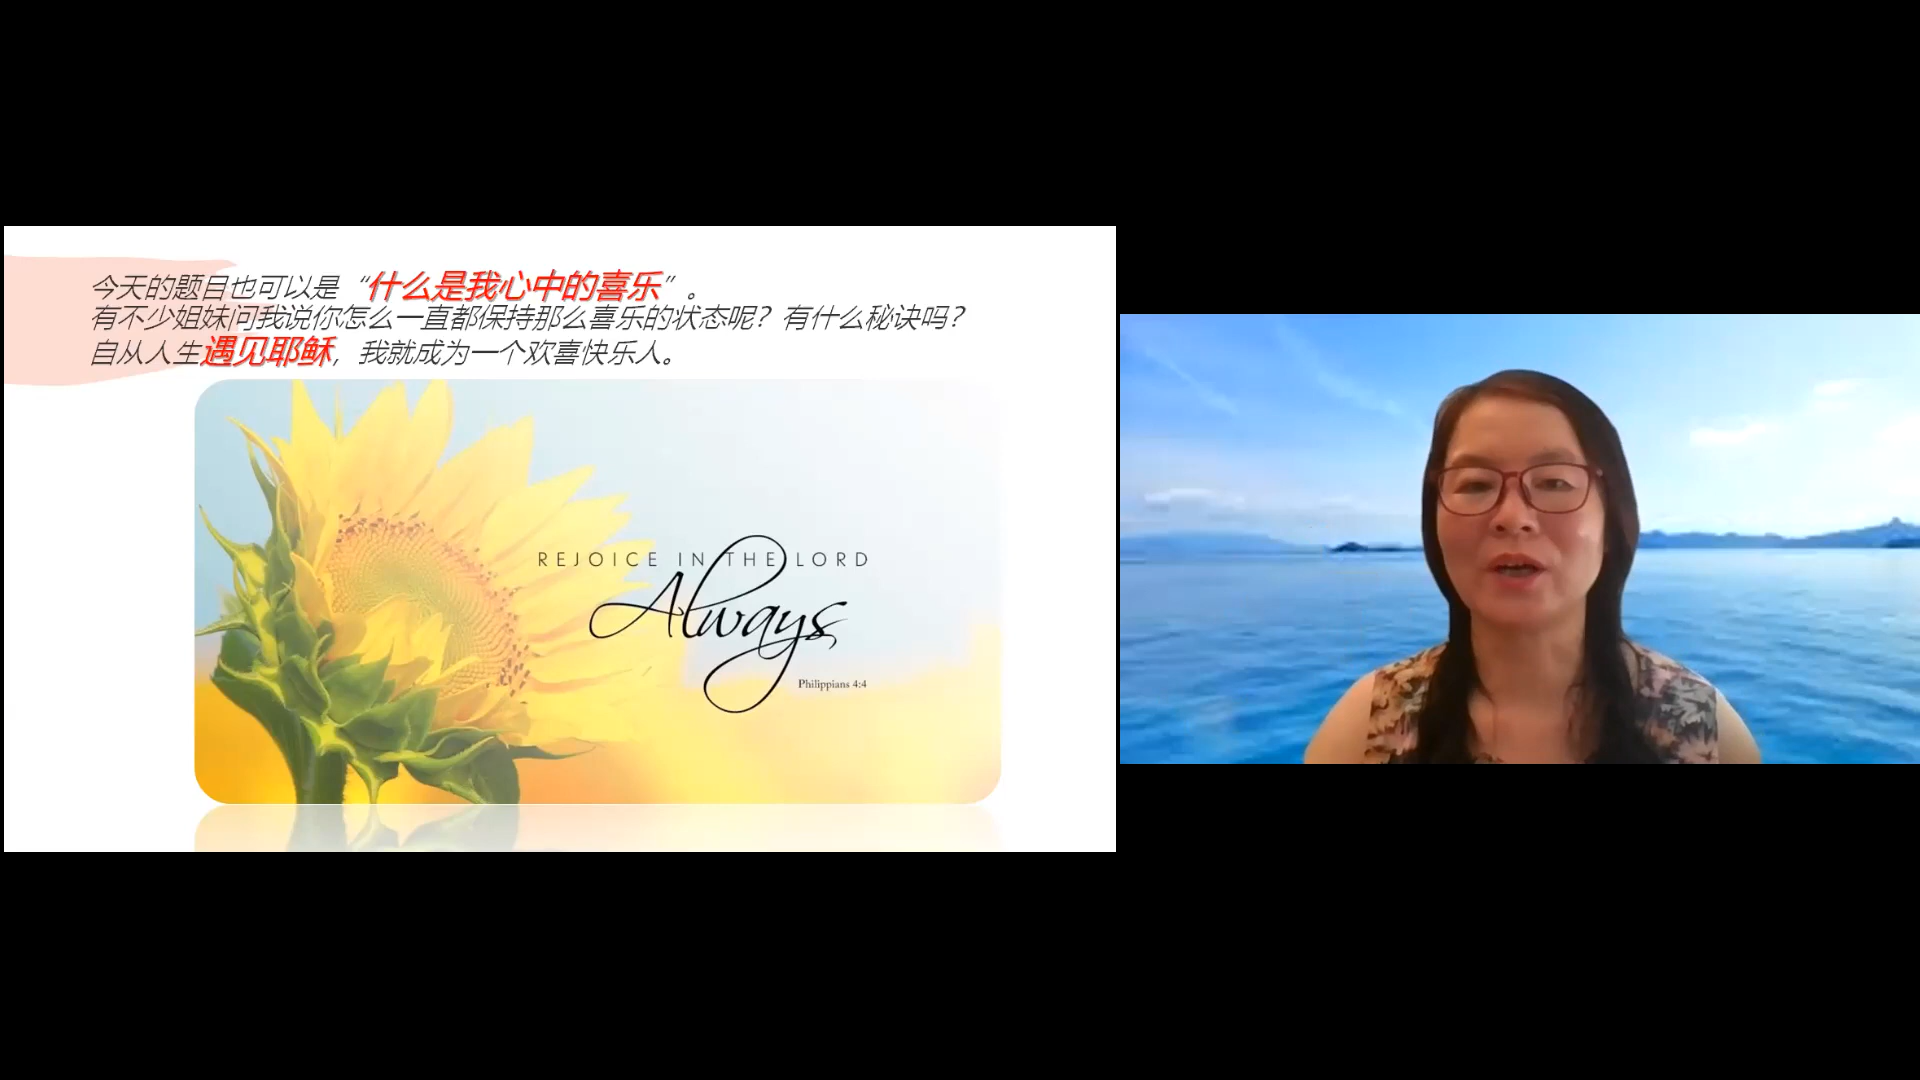 今天的题目也可以是“什么是我心中的喜乐”。
有不少姐妹问我说你怎么一直都保持那么喜乐的状态呢？有什么秘诀吗？
自从人生遇见耶稣，我就成为一个欢喜快乐人。
REJOICE IN THE LORD
Always
Philippians 4:4